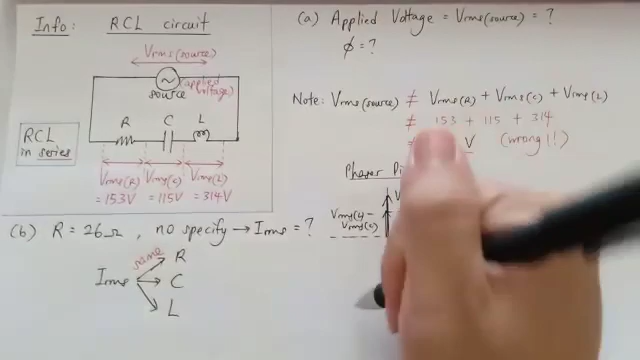 Info: RCL circuit
Vrms(source)
(applied voltage)
source
R C L
RCL
in series
Vrms(R) Vrms(C) Vrms(L)
=153V =115V =314V
(b) R = 26Ω, no specify → Irms = ?
same
R
Irms C
L
(a) Applied Voltage = Vrms(source) = ?
φ = ?
Note: Vrms(source) ≠ Vrms(R) + Vrms(C) + Vrms(L)
≠ 153 + 115 + 314
V (wrong!!)
Phasor
Vrms(L) –
Vrms(C)